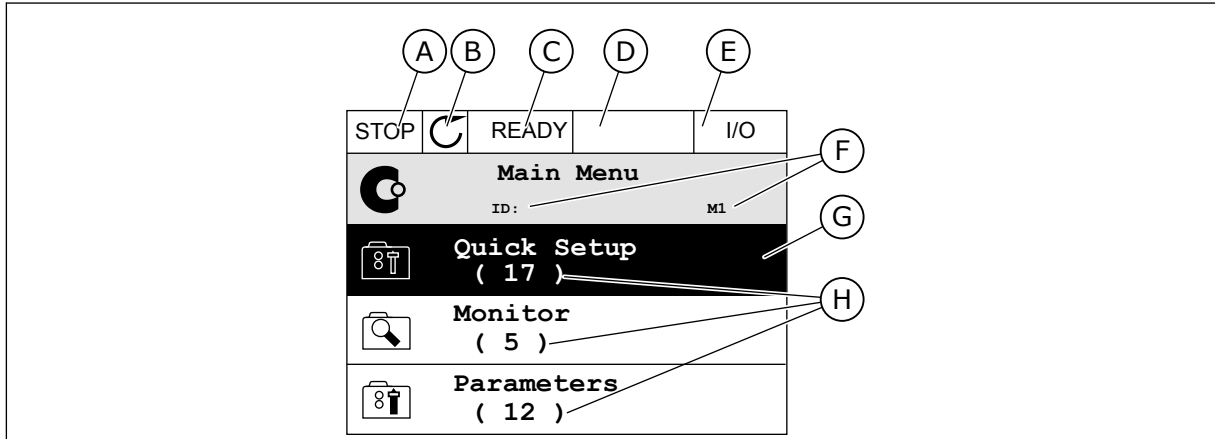 A B C D E
STOP READY I/O
F
Main Menu
ID: M1
G
Quick Setup
( 17 )
H
Monitor
( 5 )
Parameters
( 12 )